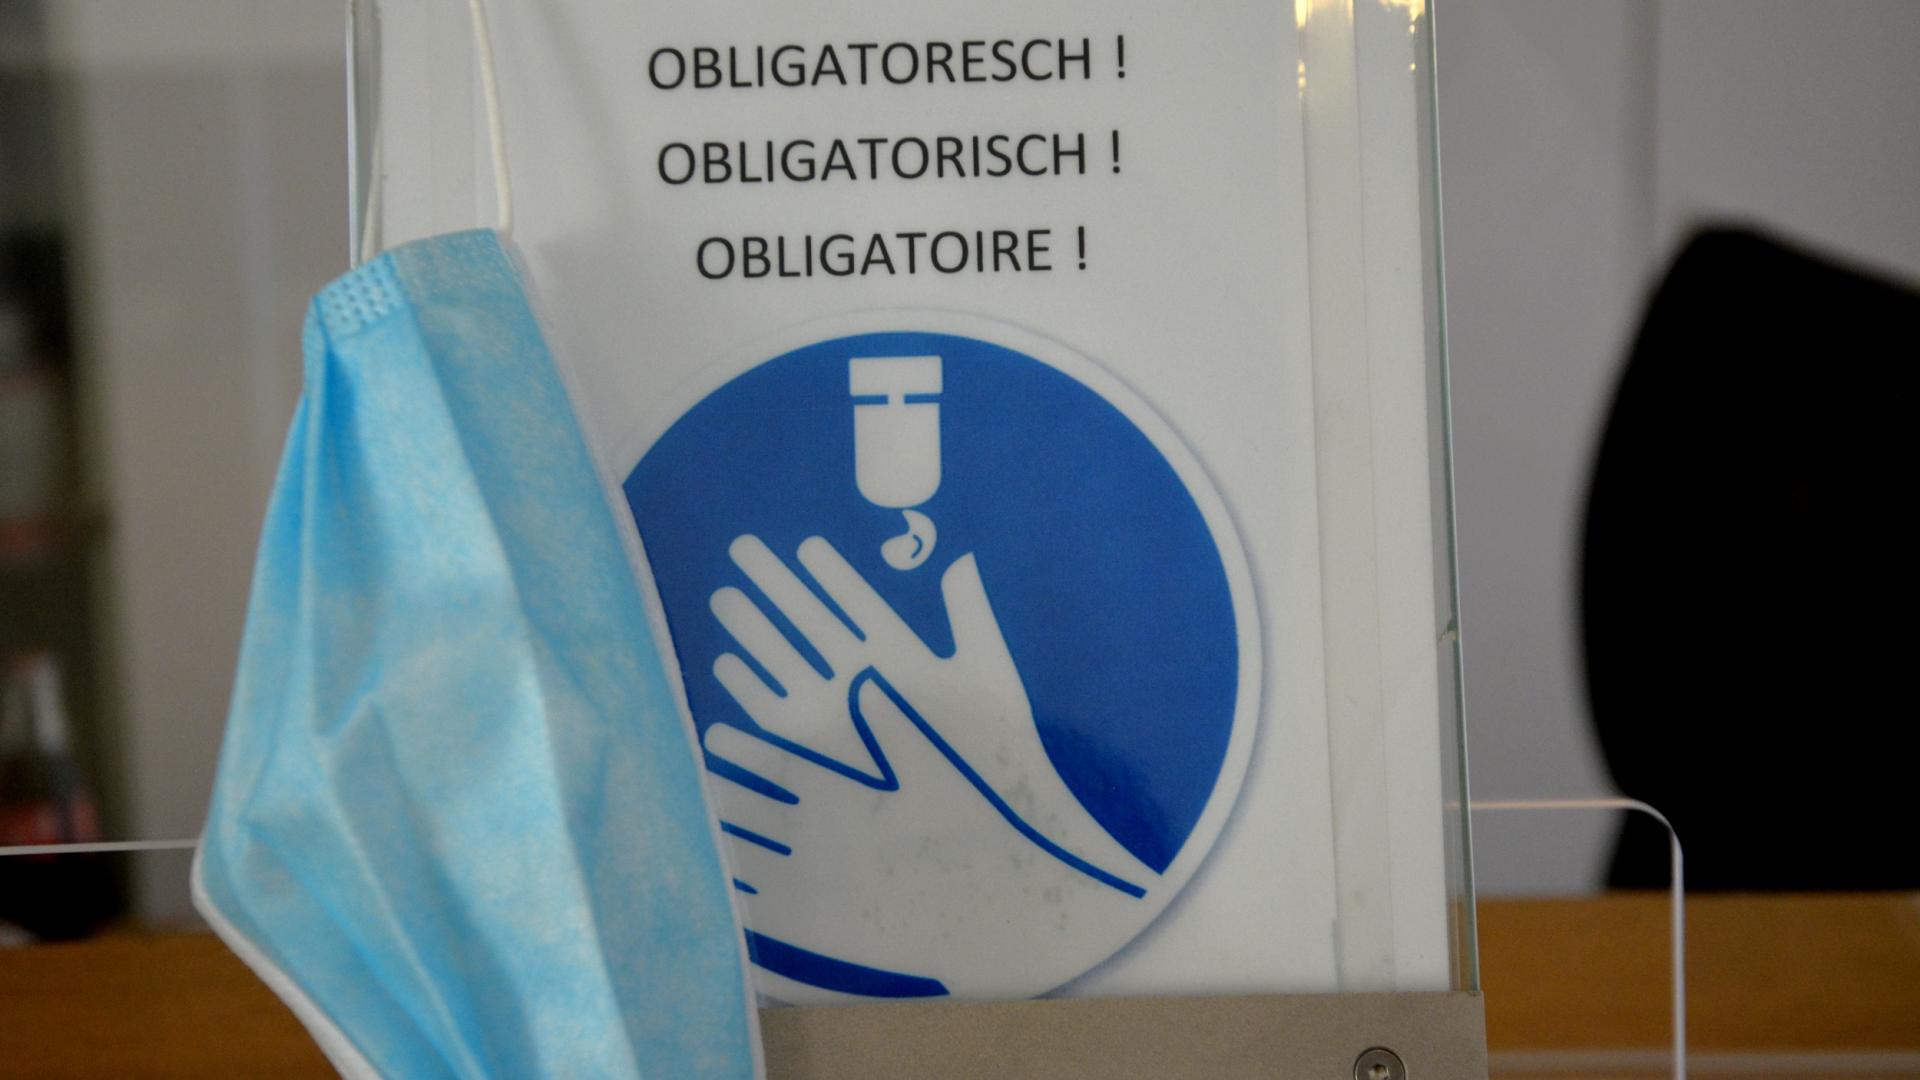 OBLIGATORESCH !
OBLIGATORISCH !
OBLIGATOIRE !